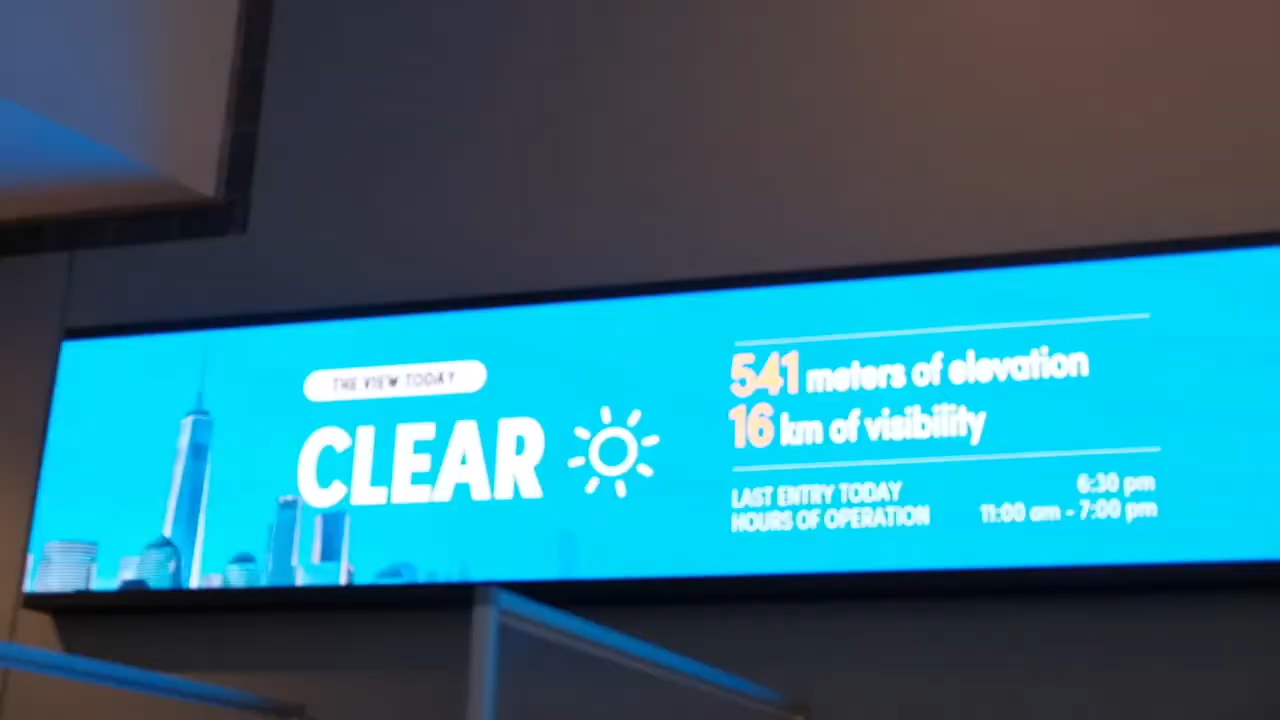 THE VIEW TODAY
CLEAR
541 meters of elevation
16 km of visibility
LAST ENTRY TODAY 6:30 pm
HOURS OF OPERATION 11:00 am - 7:00 pm